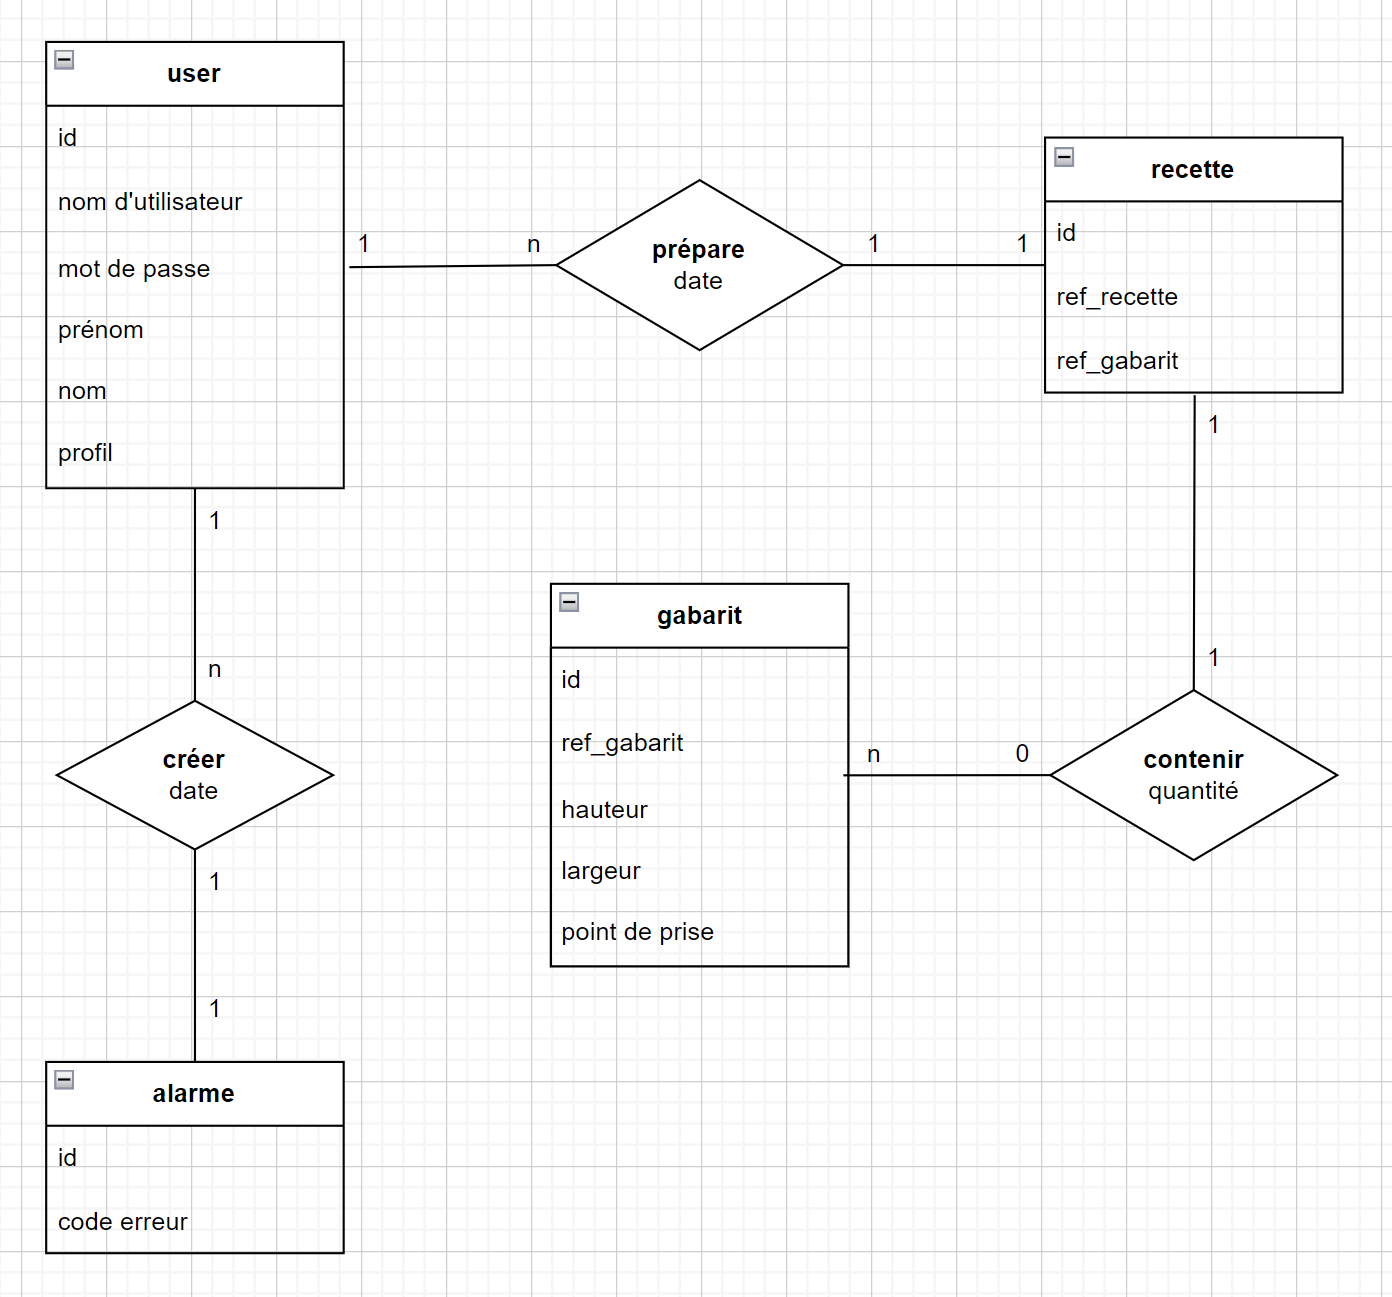 user
id
nom d'utilisateur
mot de passe
prénom
nom
profil
1
n
prépare
date
1
1
recette
id
ref_recette
ref_gabarit
1
1
1
n
créer
date
1
1
gabarit
id
ref_gabarit
hauteur
largeur
point de prise
n
0
contenir
quantité
alarme
id
code erreur